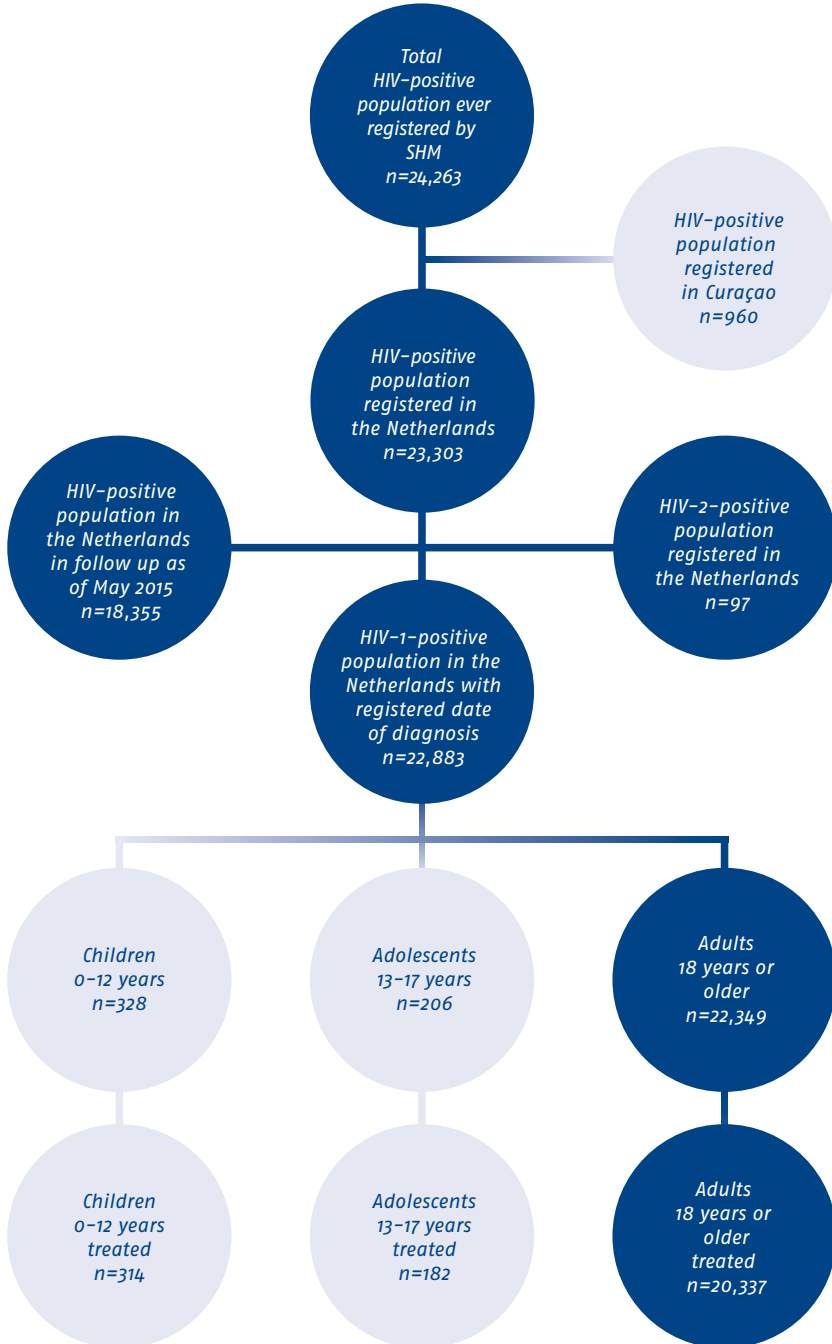 Total
HIV-positive
population ever
registered by
SHM
n=24,263
HIV-positive
population
registered
in Curaçao
n=960
HIV-positive
population
registered in
the Netherlands
n=23,303
HIV-positive
population in
the Netherlands
in follow up as
of May 2015
n=18,355
HIV-2-positive
population
registered in
the Netherlands
n=97
HIV-1-positive
population in the
Netherlands with
registered date
of diagnosis
n=22,883
Children
0-12 years
n=328
Adolescents
13-17 years
n=206
Adults
18 years or
older
n=22,349
Children
0-12 years
treated
n=314
Adolescents
13-17 years
treated
n=182
Adults
18 years or
older
treated
n=20,337